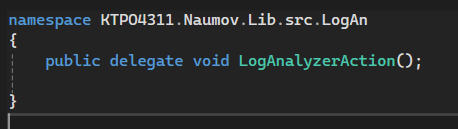 namespace KTPO4311.Naumov.Lib.src.LogAn
{
public delegate void LogAnalyzerAction();
}